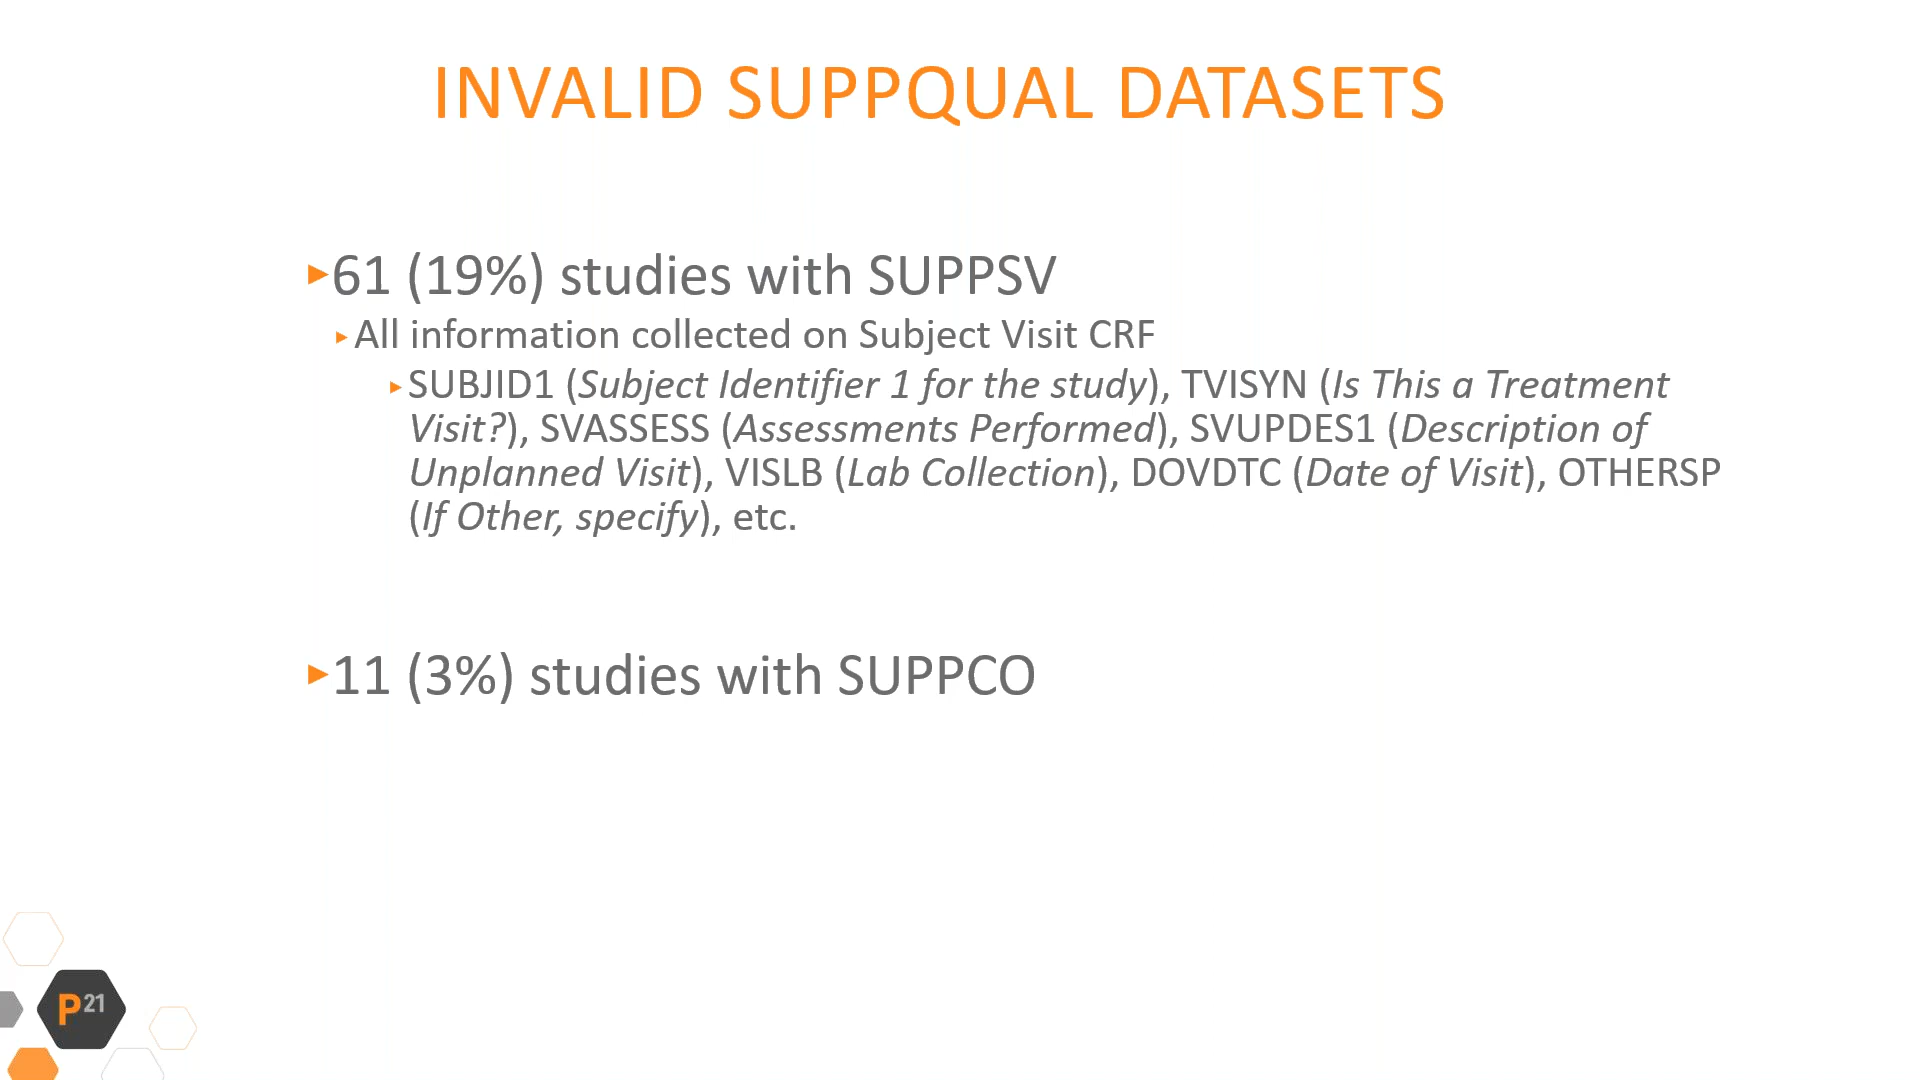 INVALID SUPPQUAL DATASETS
61 (19%) studies with SUPPSV
All information collected on Subject Visit CRF
SUBJID1 (Subject Identifier 1 for the study), TVISYN (Is This a Treatment
Visit?), SVASSESS (Assessments Performed), SVUPDES1 (Description of
Unplanned Visit), VISLB (Lab Collection), DOVDTC (Date of Visit), OTHERSP
(If Other, specify), etc.
11 (3%) studies with SUPPCO
P21